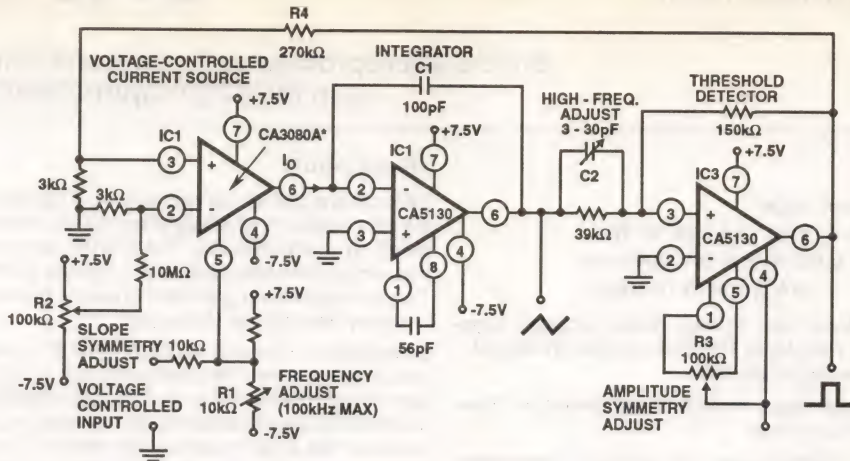 R4
270kΩ
VOLTAGE-CONTROLLED
CURRENT SOURCE
INTEGRATOR
C1
100pF
HIGH - FREQ.
ADJUST
3 - 30pF
THRESHOLD
DETECTOR
150kΩ
+7.5V
IC1
7
CA3080A*
3
+
IO
6
3kΩ
3kΩ
2
-
4
-7.5V
5
+7.5V
IC1
7
2
-
CA5130
6
3
+
4
1
8
-7.5V
56pF
C2
39kΩ
+7.5V
IC3
7
3
+
CA5130
6
2
-
4
1
5
R3
100kΩ
AMPLITUDE
SYMMETRY
ADJUST
+7.5V
R2
100kΩ
10MΩ
SLOPE
SYMMETRY
ADJUST
-7.5V
10kΩ
VOLTAGE
CONTROLLED
INPUT
+7.5V
R1
10kΩ
FREQUENCY
ADJUST
(100kHz MAX)
-7.5V